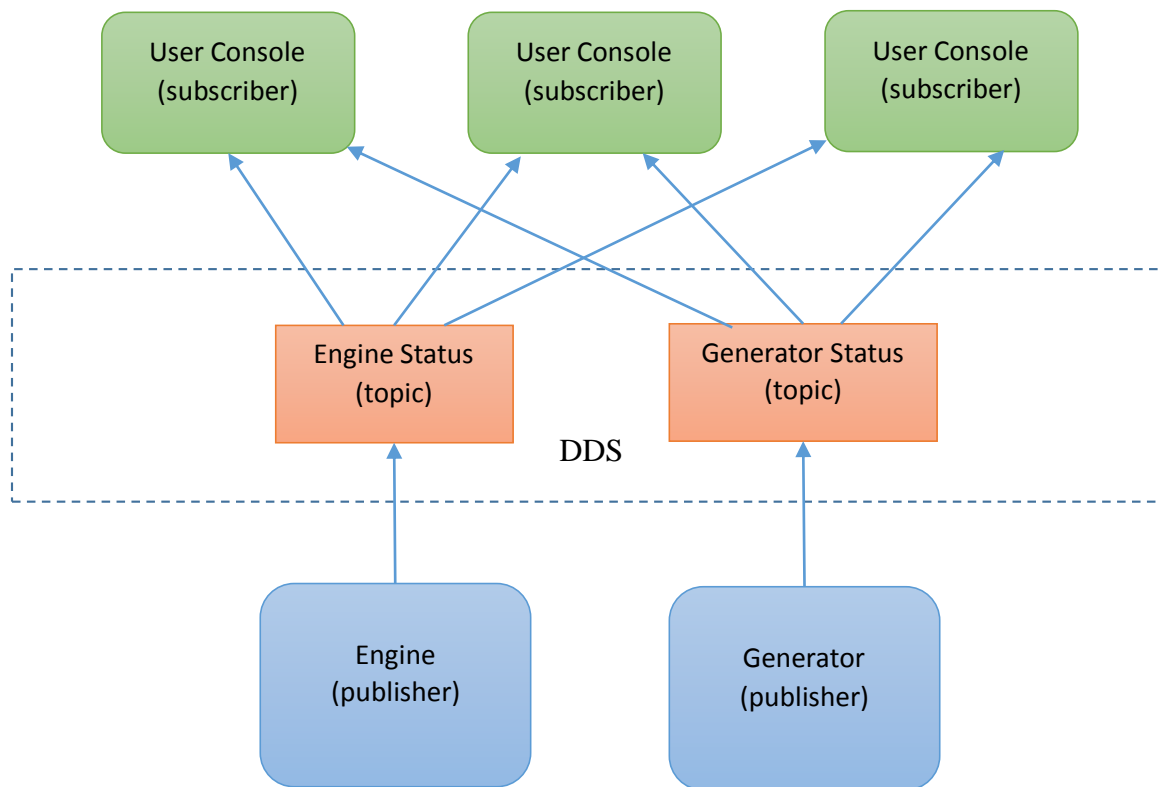 User Console
(subscriber)
User Console
(subscriber)
User Console
(subscriber)
Engine Status
(topic)
Generator Status
(topic)
DDS
Engine
(publisher)
Generator
(publisher)